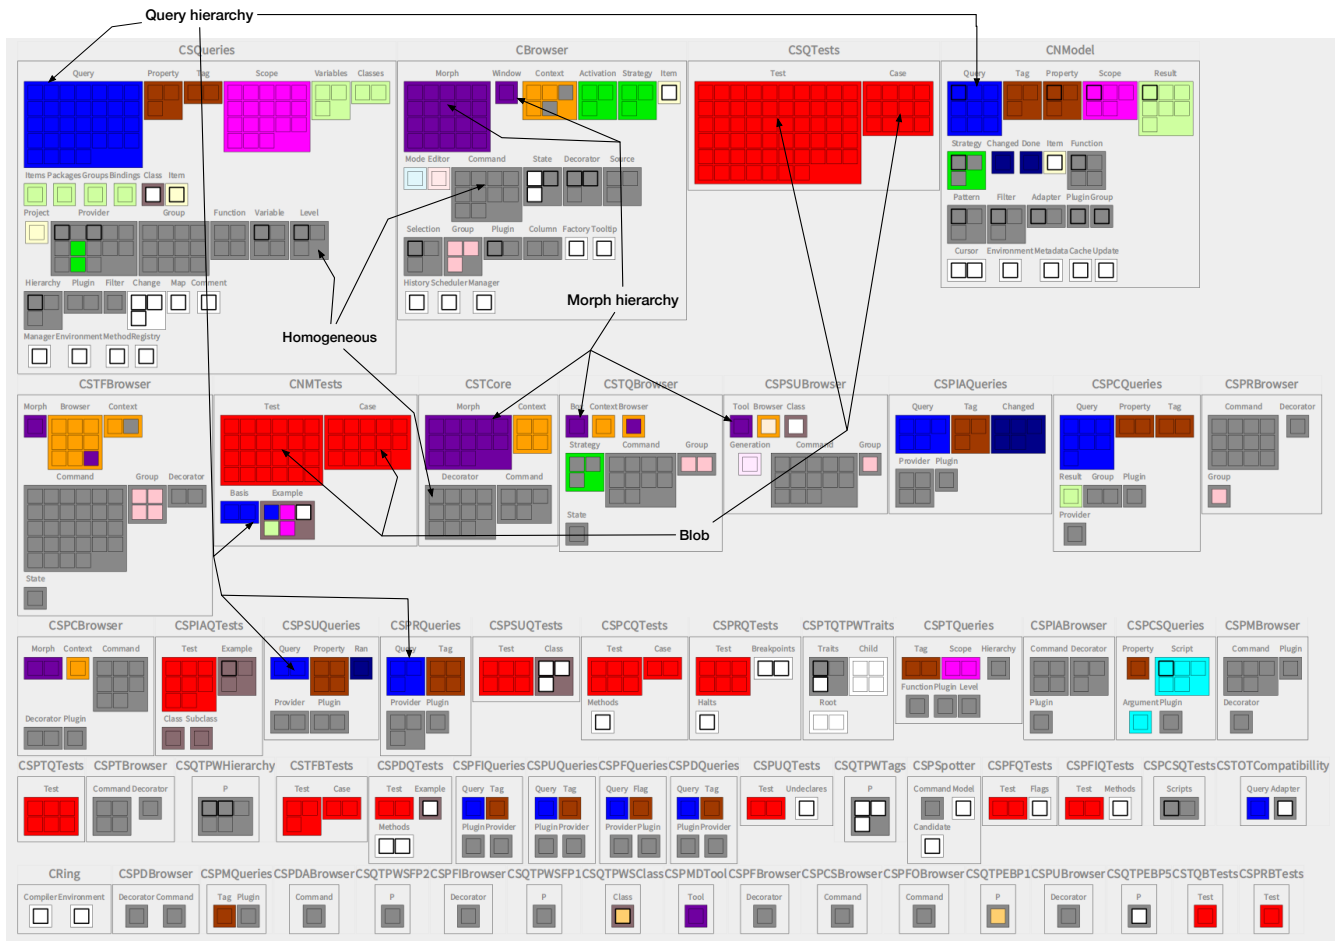 Query hierarchy
CSQueries CBrowser CSQTests CNModel
Query Property Tag Scope Variables Classes Morph Window Context Activation Strategy Item Test Case Query Tag Property Scope Result
Strategy Changed Done Item Function
Mode Editor Command State Decorator Source
Items Packages Groups Bindings Class Item
Pattern Filter Adapter Plugin Group
Project Provider Group Function Variable Level
Selection Group Plugin Column Factory Tooltip
Cursor Environment Metadata Cache Update
Hierarchy Plugin Filter Change Map Comment
History Scheduler Manager
Morph hierarchy
Homogeneous
Manager Environment Method Registry
CSTFBrowser CNMTests CSTCore CSTQBrowser CSPSUBrowser CSPIAQueries CSPCQueries CSPRBrowser
Morph Browser Context Test Case Morph Context Box Context Browser Tool Browser Class Query Tag Changed Query Property Tag Command Decorator
Strategy Command Group Generation Command Group
Provider Plugin
Command Group Decorator Decorator Command Result Group Plugin Group
Basis Example
State Provider
Blob
State
CSPCBrowser CSPIAQTests CSPSUQueries CSPRQueries CSPSUQTests CSPCQTests CSPRQTests CSPTQTPWTraits CSPTQueries CSPIABrowser CSPCSQueries CSPMBrowser
Morph Context Command Test Example Query Property Ran Query Tag Test Class Test Case Test Breakpoints Traits Child Tag Scope Hierarchy Command Decorator Property Script Command Plugin
Function Plugin Level
Provider Plugin Provider Plugin Methods Halts Root Plugin Argument Plugin Decorator
Decorator Plugin Class Subclass
CSPTQTests CSPTBrowser CSQTPWHierarchy CSTFBTests CSPDQTests CSPFIQueries CSPUQueries CSPFQueries CSPDQueries CSPUQTests CSQTPWTags CSPSpotter CSPFQTests CSPFIQTests CSPCSQTests CSTOTCompatibillity
Test Command Decorator P Test Case Test Example Query Tag Query Tag Query Flag Query Tag Test Undeclares P Command Model Test Flags Test Methods Scripts Query Adapter
Methods Plugin Provider Plugin Provider Provider Plugin Plugin Provider Candidate
CRing CSPDBrowser CSPMQueries CSPDABrowser CSQTPWSFP2 CSPFIBrowser CSQTPWSFP1 CSQTPWSClass CSPMDTool CSPFBrowser CSPCSBrowser CSPFOBrowser CSQTPEBP1 CSPUBrowser CSQTPEBP5 CSTQBTests CSPRBTests
Compiler Environment Decorator Command Tag Plugin Command P Decorator P Class Tool Decorator Command Command P Decorator P Test Test